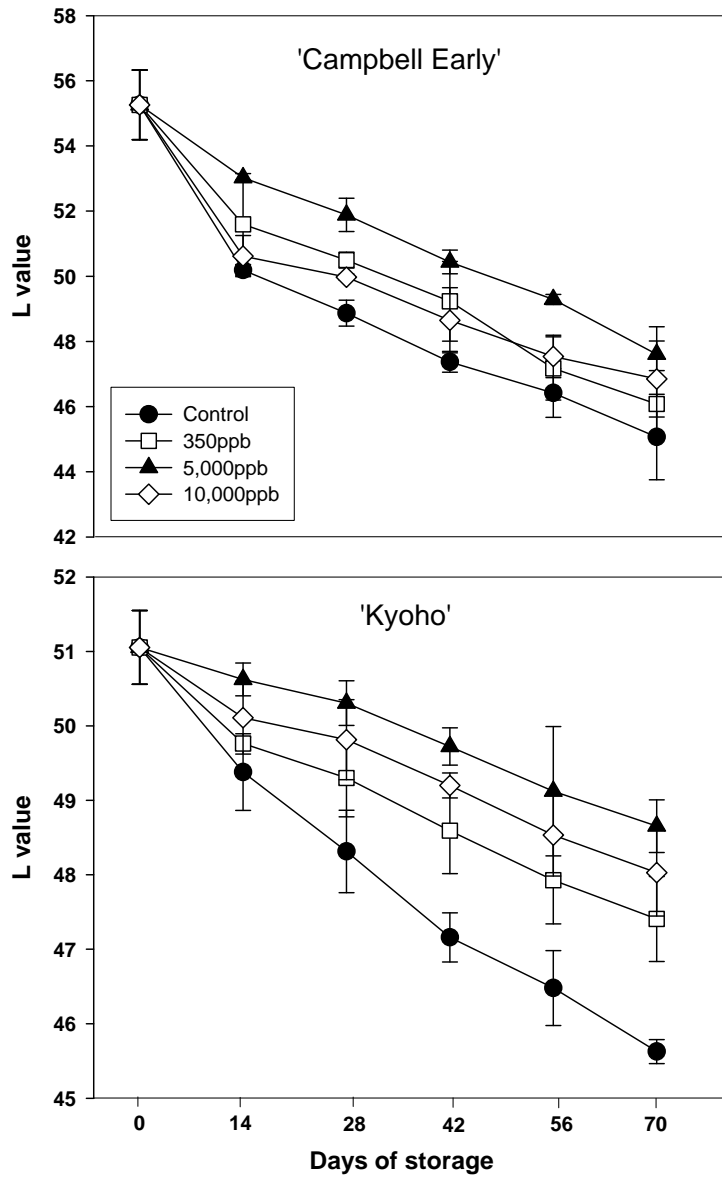 'Campbell Early'
58
56
54
52
50
48
46
44
42
L value
Control
350ppb
5,000ppb
10,000ppb
'Kyoho'
52
51
50
49
48
47
46
45
L value
0 14 28 42 56 70
Days of storage